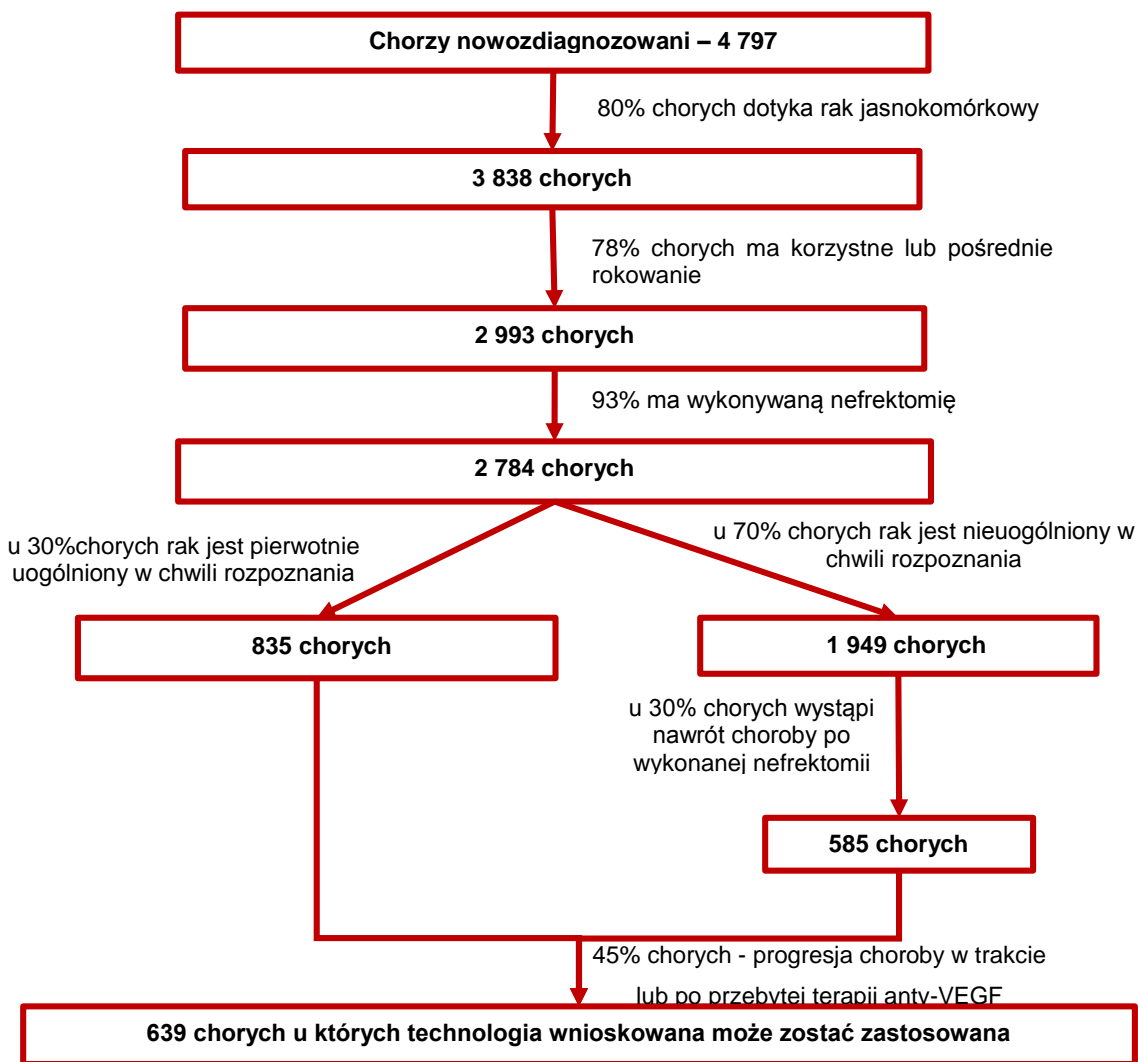 Chorzy nowozdiagnozowani – 4 797
80% chorych dotyka rak jasnokomórkowy
3 838 chorych
78% chorych ma korzystne lub pośrednie
rokowanie
2 993 chorych
93% ma wykonywaną nefrektomię
2 784 chorych
u 30%chorych rak jest pierwotnie
uogólniony w chwili rozpoznania
u 70% chorych rak jest nieuogólniony w
chwili rozpoznania
835 chorych
1 949 chorych
u 30% chorych wystąpi
nawrót choroby po
wykonanej nefrektomii
585 chorych
45% chorych - progresja choroby w trakcie
lub po przebytej terapii anty-VEGF
639 chorych u których technologia wnioskowana może zostać zastosowana